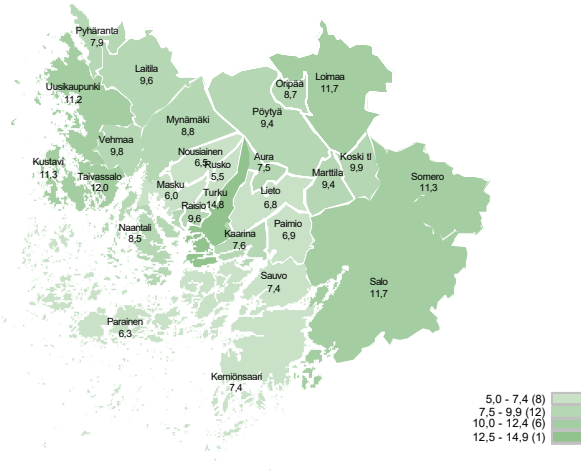 Pyhäranta
7,9
Laitila
9,6
Loimaa
11,7
Oripää
8,7
Uusikaupunki
11,2
Pöytyä
9,4
Mynämäki
8,8
Vehmaa
9,8
Nousiainen
6,5
Rusko
5,5
Aura
7,5
Koski tl
9,9
Marttila
9,4
Kustavi
11,3
Taivassalo
12,0
Masku
6,0
Turku
14,8
Lieto
6,8
Somero
11,3
Raisio
9,6
Naantali
8,5
Kaarina
7,6
Paimio
6,9
Sauvo
7,4
Salo
11,7
Parainen
6,3
Kemiönsaari
7,4
5,0 - 7,4 (8)
7,5 - 9,9 (12)
10,0 - 12,4 (6)
12,5 - 14,9 (1)